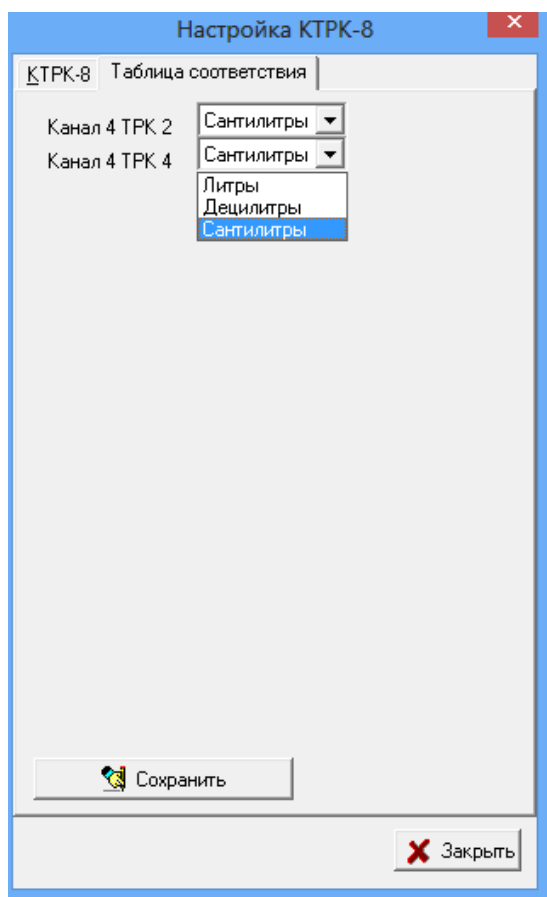 Настройка КТРК-8
КТРК-8 Таблица соответствия
Канал 4 ТРК 2 Сантилитры
Канал 4 ТРК 4 Сантилитры
Литры
Децилитры
Сантилитры
Сохранить
Закрыть